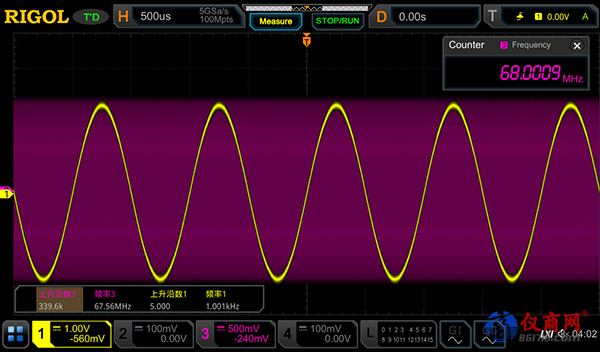 RIGOL T'D H 500us 5GSa/s 100Mpts Measure STOP/RUN D 0.00s T 1 0.00V A
T
Counter 3 Frequency
68.0009 MHz
1
上升沿数3 频率3 上升沿数1 频率1
339.6k 67.56MHz 5.000 1.001kHz
1 1.00V -560mV 2 100mV 0.00V 3 500mV -240mV 4 100mV 0.00V L 0 1 2 3 4 5 6 7 8 9 10 11 12 13 14 15 GI LXI 04:02
仪商网